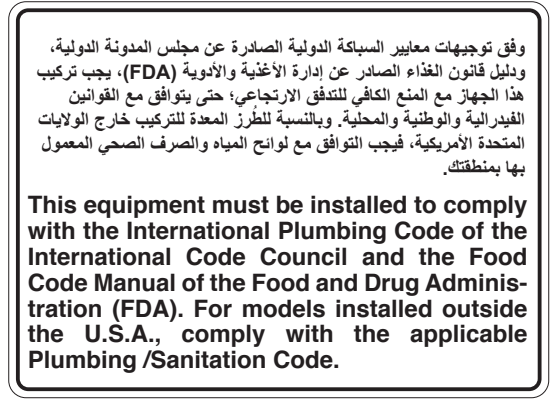 وفق توجيهات معايير السباكة الدولية الصادرة عن مجلس المدونة الدولية،
ودليل قانون الغذاء الصادر عن إدارة الأغذية والأدوية (FDA)، يجب تركيب
هذا الجهاز مع المنع الكافي للتدفق الارتجاعي؛ حتى يتوافق مع القوانين
الفيدرالية والوطنية والمحلية. وبالنسبة للطُرز المعدة للتركيب خارج الولايات
المتحدة الأمريكية، فيجب التوافق مع لوائح المياه والصرف الصحي المعمول
بها بمنطقتك.
This equipment must be installed to comply
with the International Plumbing Code of the
International Code Council and the Food
Code Manual of the Food and Drug Adminis-
tration (FDA). For models installed outside
the U.S.A., comply with the applicable
Plumbing /Sanitation Code.